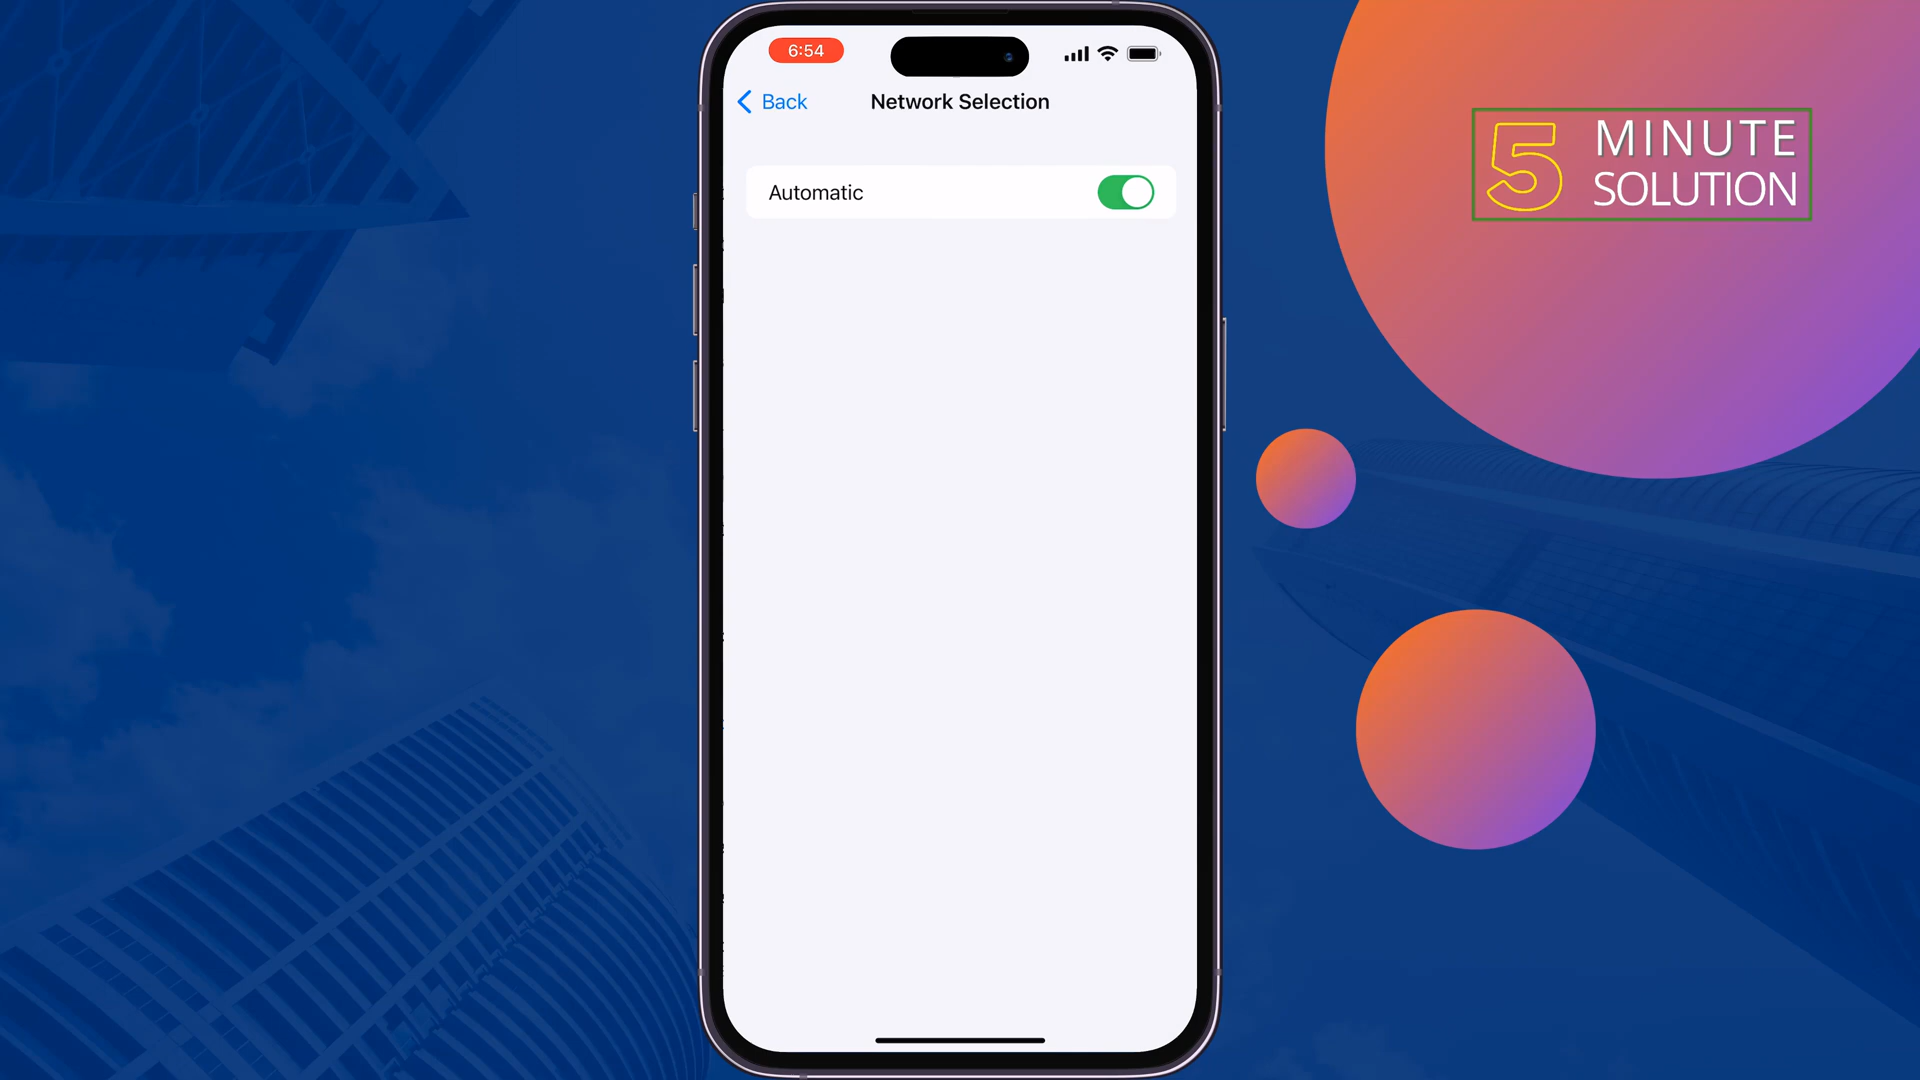 6:54
Back
Network Selection
Automatic
5 MINUTE
SOLUTION